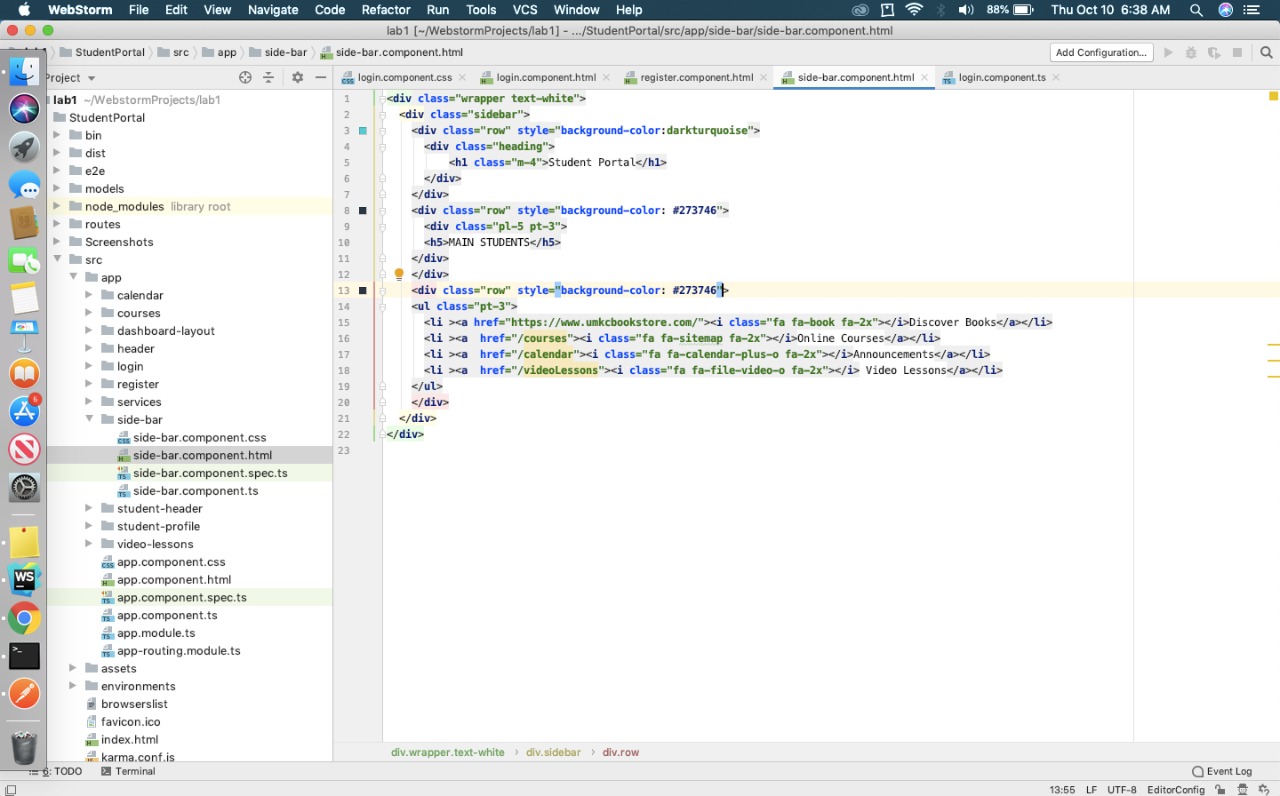 WebStorm File Edit View Navigate Code Refactor Run Tools VCS Window Help 88% Thu Oct 10 6:38 AM
lab1 [~/WebstormProjects/lab1] - .../StudentPortal/src/app/side-bar/side-bar.component.html
StudentPortal src app side-bar side-bar.component.html Add Configuration...
Project login.component.css login.component.html register.component.html side-bar.component.html login.component.ts
lab1 ~/WebstormProjects/lab1
StudentPortal
bin
dist
e2e
models
node_modules library root
routes
Screenshots
src
app
calendar
courses
dashboard-layout
header
login
register
services
side-bar
side-bar.component.css
side-bar.component.html
side-bar.component.spec.ts
side-bar.component.ts
student-header
student-profile
video-lessons
app.component.css
app.component.html
app.component.spec.ts
app.component.ts
app.module.ts
app-routing.module.ts
assets
environments
browserslist
favicon.ico
index.html
karma.conf.js
1 <div class="wrapper text-white">
2 <div class="sidebar">
3 <div class="row" style="background-color:darkturquoise">
4 <div class="heading">
5 <h1 class="m-4">Student Portal</h1>
6 </div>
7 </div>
8 <div class="row" style="background-color: #273746">
9 <div class="pl-5 pt-3">
10 <h5>MAIN STUDENTS</h5>
11 </div>
12 </div>
13 <div class="row" style="background-color: #273746">
14 <ul class="pt-3">
15 <li ><a href="https://www.umkcbookstore.com/"><i class="fa fa-book fa-2x"></i>Discover Books</a></li>
16 <li ><a  href="/courses"><i class="fa fa-sitemap fa-2x"></i>Online Courses</a></li>
17 <li ><a  href="/calendar"><i class="fa fa-calendar-plus-o fa-2x"></i>Announcements</a></li>
18 <li ><a  href="/videoLessons"><i class="fa fa-file-video-o fa-2x"></i> Video Lessons</a></li>
19 </ul>
20 </div>
21 </div>
22 </div>
23
div.wrapper.text-white div.sidebar div.row
6: TODO Terminal Event Log
13:55 LF UTF-8 EditorConfig
5
WS